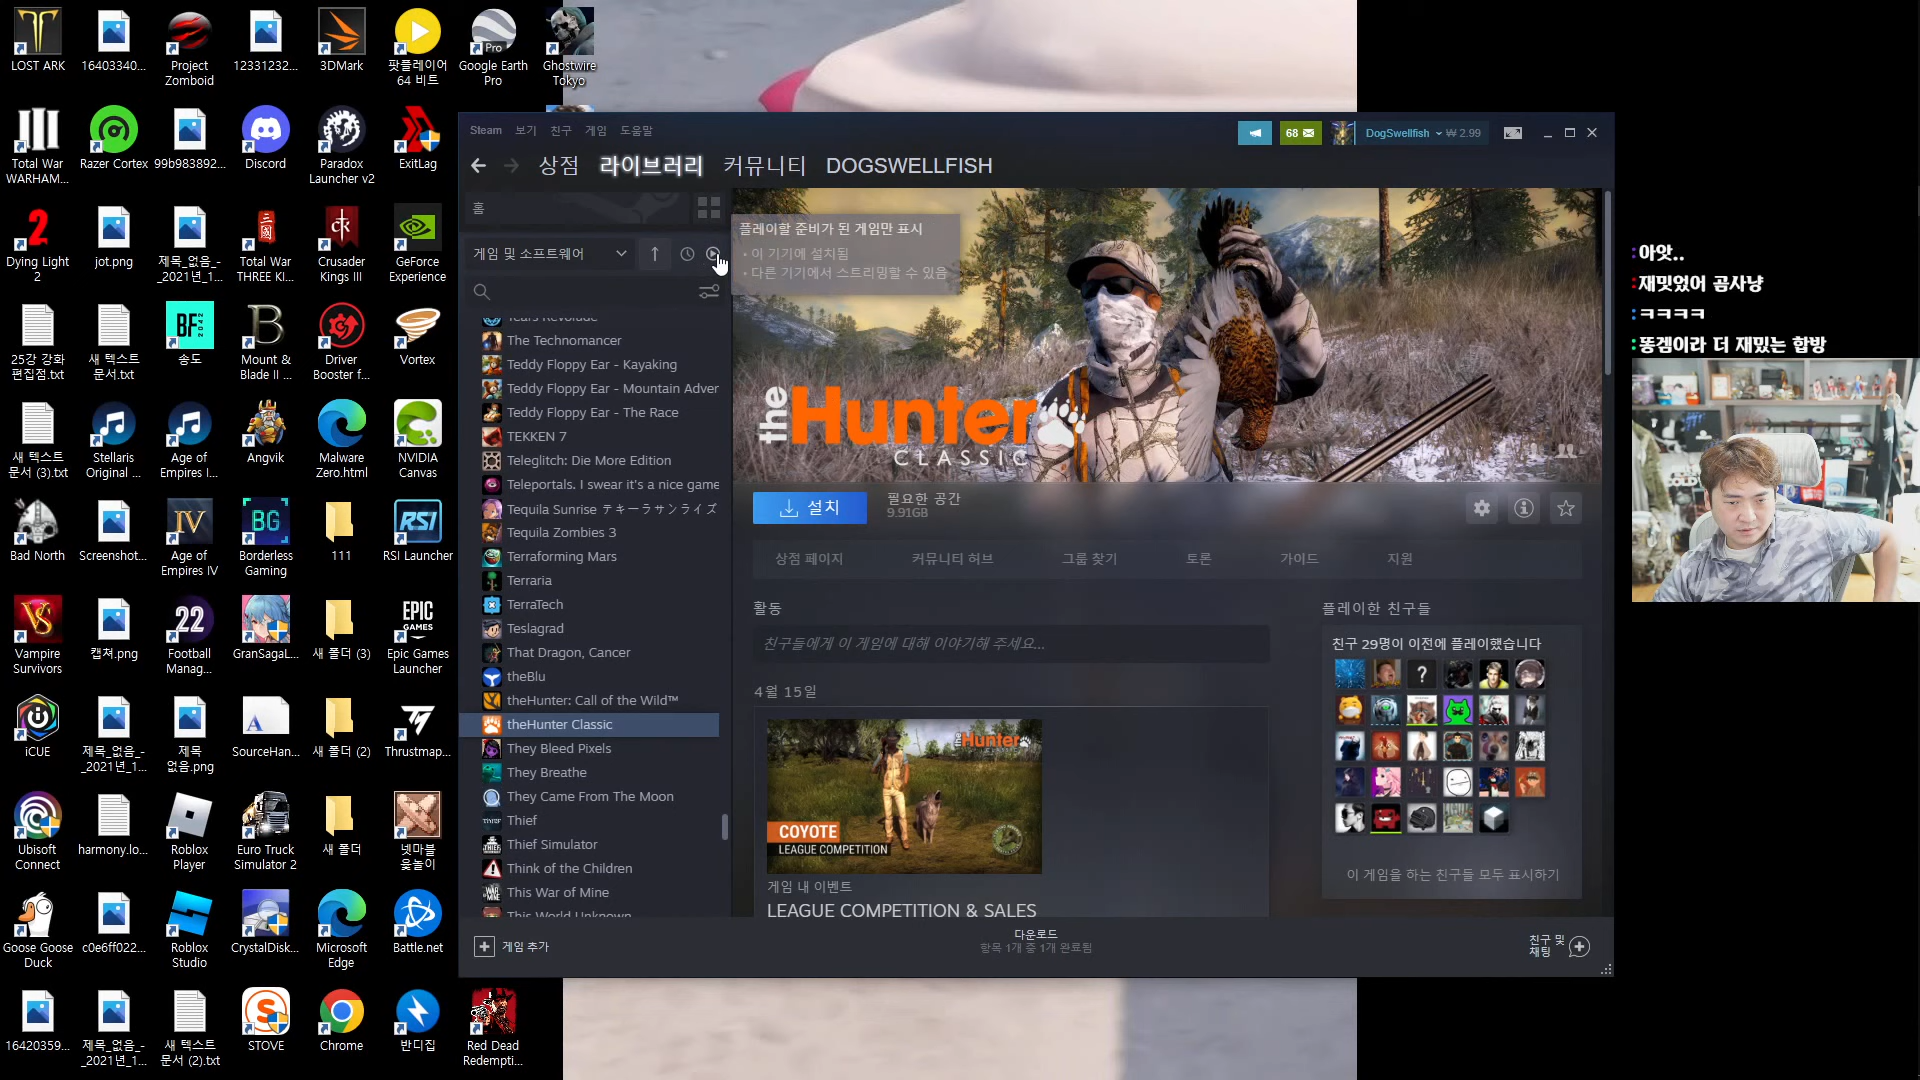 LOST ARK
16403340...
Project
Zomboid
12331232...
3DMark
팟플레이어
64 비트
Google Earth
Pro
Ghostwire
Tokyo
Total War
WARHAM...
Razer Cortex
99b983892...
Discord
Paradox
Launcher v2
ExitLag
Dying Light
2
jot.png
제목_없음_-
_2021년_1...
Total War
THREE KI...
Crusader
Kings III
GeForce
Experience
25강 강화
편집점.txt
새 텍스트
문서.txt
송도
Mount &
Blade II ...
Driver
Booster f...
Vortex
새 텍스트
문서 (3).txt
Stellaris
Original ...
Age of
Empires I...
Angvik
Malware
Zero.html
NVIDIA
Canvas
Bad North
Screenshot...
Age of
Empires IV
Borderless
Gaming
111
RSI Launcher
Vampire
Survivors
캡쳐.png
Football
Manag...
GranSagaL...
새 폴더 (3)
Epic Games
Launcher
iCUE
제목_없음_-
_2021년_1...
제목
없음.png
SourceHan...
새 폴더 (2)
Thrustmap...
Ubisoft
Connect
harmony.lo...
Roblox
Player
Euro Truck
Simulator 2
새 폴더
넷마블
윷놀이
Goose Goose
Duck
c0e6ff022...
Roblox
Studio
CrystalDisk...
Microsoft
Edge
Battle.net
16420359...
제목_없음_-
_2021년_1...
새 텍스트
문서 (2).txt
STOVE
Chrome
반디집
Red Dead
Redempti...
Steam 보기 친구 게임 도움말
68
DogSwellfish ₩ 2.99
상점 라이브러리 커뮤니티 DOGSWELLFISH
홈
게임 및 소프트웨어
플레이할 준비가 된 게임만 표시
• 이 기기에 설치됨
• 다른 기기에서 스트리밍할 수 있음
Tears Revolude
The Technomancer
Teddy Floppy Ear - Kayaking
Teddy Floppy Ear - Mountain Adver
Teddy Floppy Ear - The Race
TEKKEN 7
Teleglitch: Die More Edition
Teleportals. I swear it's a nice game
Tequila Sunrise テキーラサンライズ
Tequila Zombies 3
Terraforming Mars
Terraria
TerraTech
Teslagrad
That Dragon, Cancer
theBlu
theHunter: Call of the Wild™
theHunter Classic
They Bleed Pixels
They Breathe
They Came From The Moon
Thief
Thief Simulator
Think of the Children
This War of Mine
This World Unknown
게임 추가
the Hunter
CLASSIC
설치
필요한 공간
9.91GB
상점 페이지 커뮤니티 허브 그룹 찾기 토론 가이드 지원
활동
친구들에게 이 게임에 대해 이야기해 주세요...
4월 15일
theHunter
COYOTE
LEAGUE COMPETITION
게임 내 이벤트
LEAGUE COMPETITION & SALES
플레이한 친구들
친구 29명이 이전에 플레이했습니다
이 게임을 하는 친구들 모두 표시하기
다운로드
항목 1개 중 1개 완료됨
친구 및
채팅
: 아앗..
: 재밋었어 곰사냥
: ㅋㅋㅋㅋ
: 똥겜이라 더 재밌는 합방